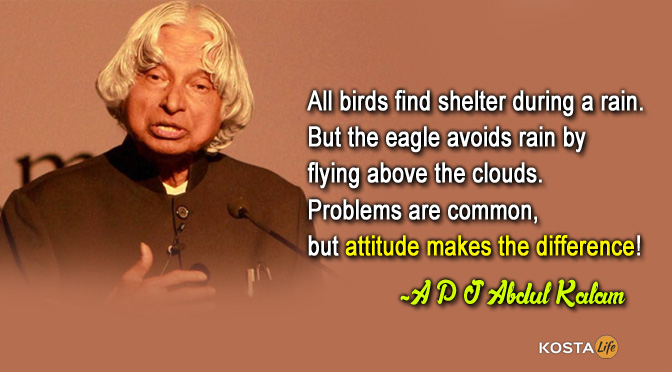 All birds find shelter during a rain.
But the eagle avoids rain by
flying above the clouds.
Problems are common,
but attitude makes the difference!
~A P J Abdul Kalam
KOSTA Life